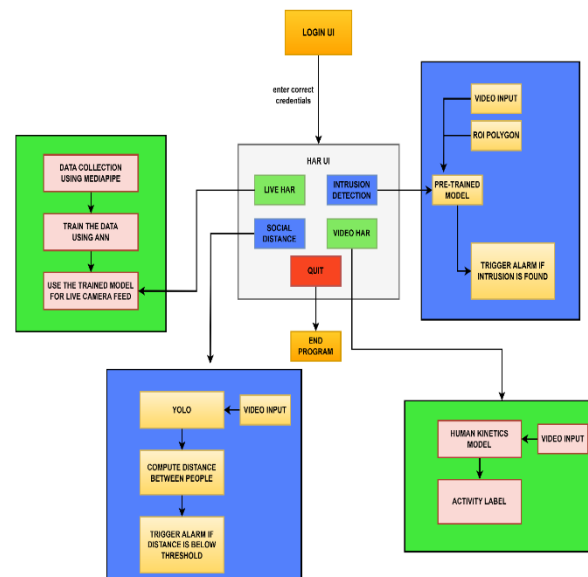 LOGIN UI
enter correct
credentials
HAR UI
LIVE HAR
INTRUSION
DETECTION
SOCIAL
DISTANCE
VIDEO HAR
QUIT
END
PROGRAM
DATA COLLECTION
USING MEDIAPIPE
TRAIN THE DATA
USING ANN
USE THE TRAINED MODEL
FOR LIVE CAMERA FEED
VIDEO INPUT
ROI POLYGON
PRE-TRAINED
MODEL
TRIGGER ALARM IF
INTRUSION IS FOUND
YOLO
VIDEO INPUT
COMPUTE DISTANCE
BETWEEN PEOPLE
TRIGGER ALARM IF
DISTANCE IS BELOW
THRESHOLD
HUMAN KINETICS
MODEL
VIDEO INPUT
ACTIVITY LABEL